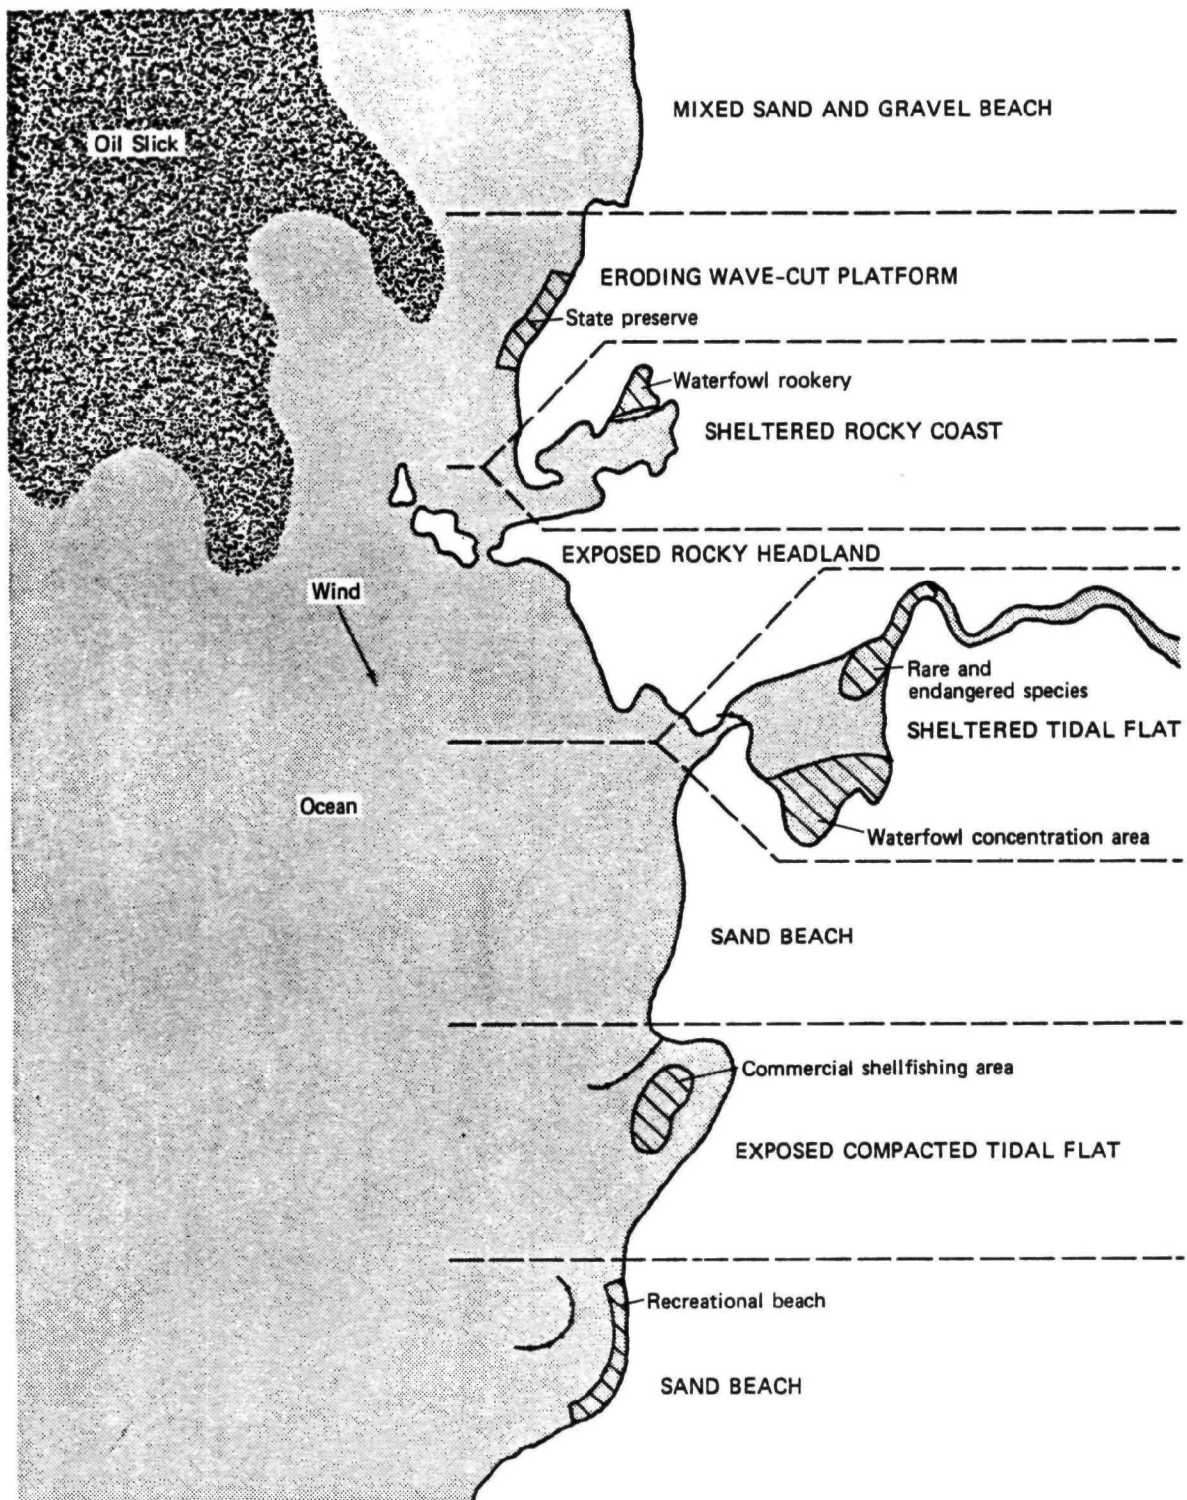 MIXED SAND AND GRAVEL BEACH
Oil Slick
ERODING WAVE-CUT PLATFORM
State preserve
Waterfowl rookery
SHELTERED ROCKY COAST
EXPOSED ROCKY HEADLAND
Wind
Rare and
endangered species
SHELTERED TIDAL FLAT
Ocean
Waterfowl concentration area
SAND BEACH
Commercial shellfishing area
EXPOSED COMPACTED TIDAL FLAT
Recreational beach
SAND BEACH